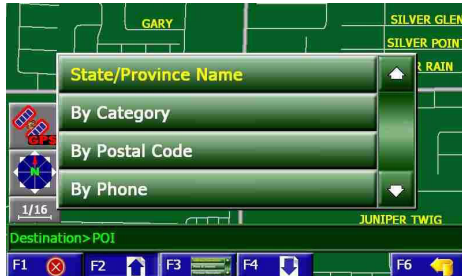 GARY
SILVER GLEN
SILVER POIN
RAIN
State/Province Name
By Category
By Postal Code
By Phone
GPS
N
1/16
JUNIPER TWIG
Destination>POI
F1 F2 F3 F4 F6